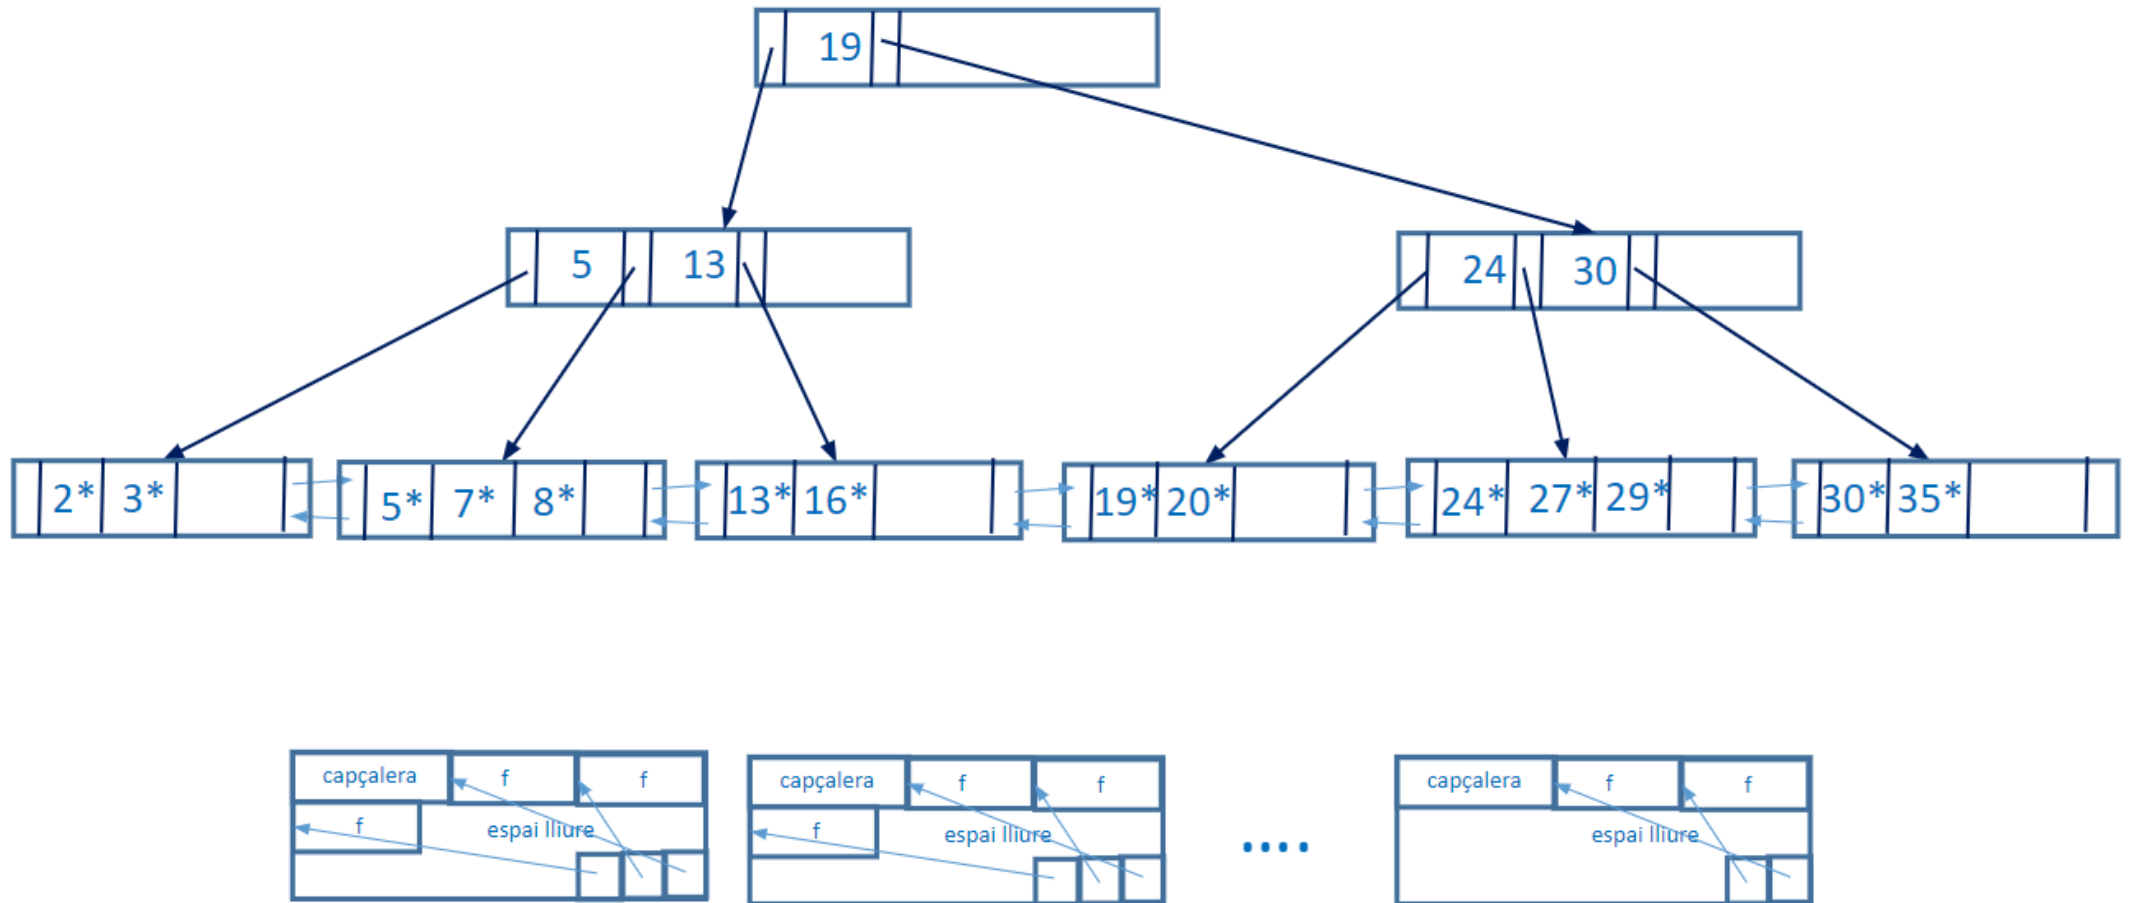 19
5 13
24 30
2* 3*
5* 7* 8*
13* 16*
19* 20*
24* 27* 29*
30* 35*
capçalera f f
f espai lliure
capçalera f f
f espai lliure
....
capçalera f f
espai lliure